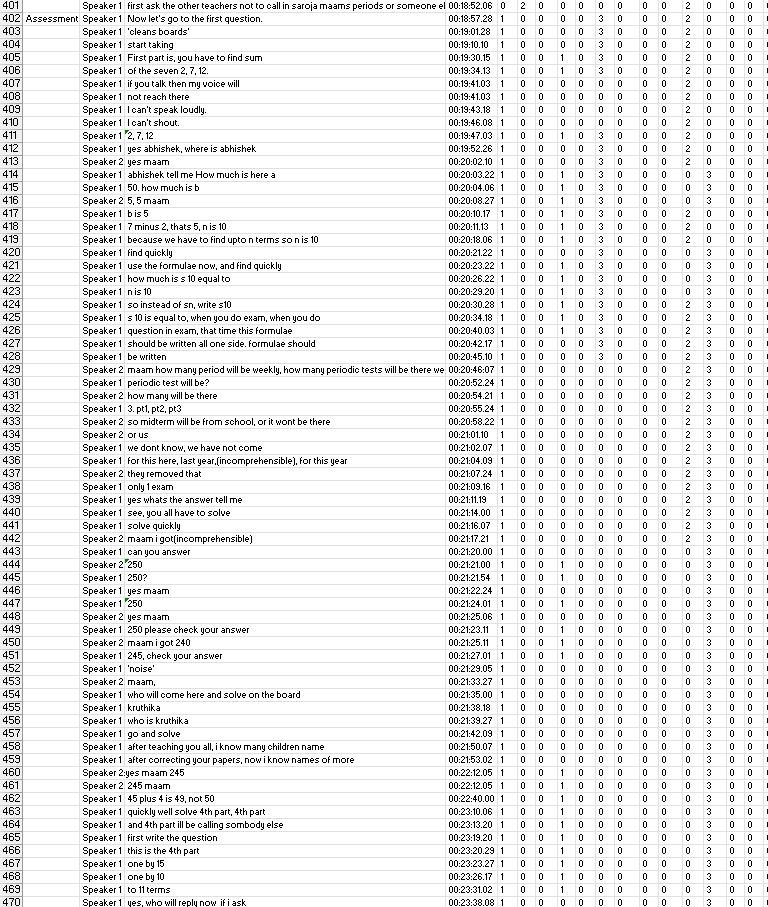 401 Speaker 1 first ask the other teachers not to call in saroja maams periods or someone el 00:18:52.06 0 2 0 0 0 0 0 0 0 2 0 0 0
402 Assessment Speaker 1 Now let's go to the first question. 00:18:57.28 1 0 0 0 0 3 0 0 0 2 0 0 0
403 Speaker 1 'cleans boards' 00:19:01.28 1 0 0 0 0 3 0 0 0 2 0 0 0
404 Speaker 1 start taking 00:19:10.10 1 0 0 0 0 3 0 0 0 2 0 0 0
405 Speaker 1 First part is, you have to find sum 00:19:30.15 1 0 0 1 0 3 0 0 0 2 0 0 0
406 Speaker 1 of the seven 2, 7, 12. 00:19:34.13 1 0 0 1 0 3 0 0 0 2 0 0 0
407 Speaker 1 if you talk then my voice will 00:19:41.03 1 0 0 0 0 3 0 0 0 2 0 0 0
408 Speaker 1 not reach there 00:19:41.03 1 0 0 0 0 3 0 0 0 2 0 0 0
409 Speaker 1 I can't speak loudly. 00:19:43.18 1 0 0 0 0 3 0 0 0 2 0 0 0
410 Speaker 1 I can't shout. 00:19:46.08 1 0 0 0 0 3 0 0 0 2 0 0 0
411 Speaker 1 2, 7, 12 00:19:47.03 1 0 0 1 0 3 0 0 0 2 0 0 0
412 Speaker 1 yes abhishek, where is abhishek 00:19:52.26 1 0 0 0 0 3 0 0 0 2 0 0 0
413 Speaker 2 yes maam 00:20:02.10 1 0 0 0 0 3 0 0 0 2 0 0 0
414 Speaker 1 abhishek tell me How much is here a 00:20:03.22 1 0 0 1 0 3 0 0 0 0 3 0 0
415 Speaker 1 50. how much is b 00:20:04.06 1 0 0 1 0 3 0 0 0 0 3 0 0
416 Speaker 2 5, 5 maam 00:20:08.27 1 0 0 1 0 3 0 0 0 0 3 0 0
417 Speaker 1 b is 5 00:20:10.17 1 0 0 1 0 3 0 0 0 2 0 0 0
418 Speaker 1 7 minus 2, thats 5, n is 10 00:20:11.13 1 0 0 1 0 3 0 0 0 2 0 0 0
419 Speaker 1 because we have to find upto n terms so n is 10 00:20:18.06 1 0 0 1 0 3 0 0 0 2 0 0 0
420 Speaker 1 find quickly 00:20:21.22 1 0 0 0 0 3 0 0 0 0 3 0 0
421 Speaker 1 use the formulae now, and find quickly 00:20:23.22 1 0 0 1 0 3 0 0 0 0 3 0 0
422 Speaker 1 how much is s 10 equal to 00:20:26.22 1 0 0 1 0 3 0 0 0 0 3 0 0
423 Speaker 1 n is 10 00:20:29.20 1 0 0 1 0 3 0 0 0 0 3 0 0
424 Speaker 1 so instead of sn, write s10 00:20:30.28 1 0 0 1 0 3 0 0 0 2 3 0 0
425 Speaker 1 s 10 is equal to, when you do exam, when you do 00:20:34.18 1 0 0 1 0 3 0 0 0 2 3 0 0
426 Speaker 1 question in exam, that time this formulae 00:20:40.03 1 0 0 1 0 3 0 0 0 2 3 0 0
427 Speaker 1 should be written all one side. formulae should 00:20:42.17 1 0 0 0 0 3 0 0 0 2 3 0 0
428 Speaker 1 be written 00:20:45.10 1 0 0 0 0 3 0 0 0 2 3 0 0
429 Speaker 2 maam how many period will be weekly, how many periodic tests will be there we 00:20:46:07 1 0 0 0 0 0 0 0 0 2 3 0 0
430 Speaker 1 periodic test will be? 00:20:52.24 1 0 0 0 0 0 0 0 0 2 3 0 0
431 Speaker 2 how many will be there 00:20:54.21 1 0 0 0 0 0 0 0 0 2 3 0 0
432 Speaker 1 3. pt1, pt2, pt3 00:20:55.24 1 0 0 0 0 0 0 0 0 2 3 0 0
433 Speaker 2 so midterm will be from school, or it wont be there 00:20:58.22 1 0 0 0 0 0 0 0 0 2 3 0 0
434 Speaker 2 or us 00:21:01.10 1 0 0 0 0 0 0 0 0 2 3 0 0
435 Speaker 1 we dont know, we have not come 00:21:02.07 1 0 0 0 0 0 0 0 0 2 3 0 0
436 Speaker 1 for this here, last year,(incomprehensible), for this year 00:21:04.09 1 0 0 0 0 0 0 0 0 2 3 0 0
437 Speaker 2 they removed that 00:21:07.24 1 0 0 0 0 0 0 0 0 2 3 0 0
438 Speaker 1 only 1 exam 00:21:09.16 1 0 0 0 0 0 0 0 0 2 3 0 0
439 Speaker 1 yes whats the answer tell me 00:21:11.19 1 0 0 0 0 0 0 0 0 2 3 0 0
440 Speaker 1 see, you all have to solve 00:21:14.00 1 0 0 0 0 0 0 0 0 2 3 0 0
441 Speaker 1 solve quickly 00:21:16.07 1 0 0 0 0 0 0 0 0 2 3 0 0
442 Speaker 2 maam i got(incomprehensible) 00:21:17.21 1 0 0 0 0 0 0 0 0 2 3 0 0
443 Speaker 1 can you answer 00:21:20.00 1 0 0 0 0 0 0 0 0 0 3 0 0
444 Speaker 2 250 00:21:21.00 1 0 0 1 0 0 0 0 0 0 3 0 0
445 Speaker 1 250? 00:21:21.54 1 0 0 1 0 0 0 0 0 0 3 0 0
446 Speaker 1 yes maam 00:21:22.24 1 0 0 0 0 0 0 0 0 0 3 0 0
447 Speaker 1 250 00:21:24.01 1 0 0 1 0 0 0 0 0 0 3 0 0
448 Speaker 2 yes maam 00:21:25.06 1 0 0 0 0 0 0 0 0 0 3 0 0
449 Speaker 1 250 please check your answer 00:21:23.11 1 0 0 1 0 0 0 0 0 0 3 0 0
450 Speaker 2 maam i got 240 00:21:25.11 1 0 0 1 0 0 0 0 0 0 3 0 0
451 Speaker 1 245, check your answer 00:21:27.01 1 0 0 1 0 0 0 0 0 0 3 0 0
452 Speaker 1 'noise' 00:21:29.05 1 0 0 0 0 0 0 0 0 0 3 0 0
453 Speaker 2 maam, 00:21:33.27 1 0 0 0 0 0 0 0 0 0 3 0 0
454 Speaker 1 who will come here and solve on the board 00:21:35.00 1 0 0 0 0 0 0 0 0 0 3 0 0
455 Speaker 1 kruthika 00:21:38.18 1 0 0 0 0 0 0 0 0 0 3 0 0
456 Speaker 1 who is kruthika 00:21:39.27 1 0 0 0 0 0 0 0 0 0 3 0 0
457 Speaker 1 go and solve 00:21:42.09 1 0 0 0 0 0 0 0 0 0 3 0 0
458 Speaker 1 after teaching you all, i know many children name 00:21:50.07 1 0 0 0 0 0 0 0 0 0 3 0 0
459 Speaker 1 after correcting your papers, now i know names of more 00:21:53.02 1 0 0 0 0 0 0 0 0 0 3 0 0
460 Speaker 2: yes maam 245 00:22:12.05 1 0 0 1 0 0 0 0 0 0 3 0 0
461 Speaker 2 245 maam 00:22:12.05 1 0 0 1 0 0 0 0 0 0 3 0 0
462 Speaker 1 45 plus 4 is 49, not 50 00:22:40.00 1 0 0 1 0 0 0 0 0 0 3 0 0
463 Speaker 1 quickly well solve 4th part, 4th part 00:23:10.06 1 0 0 1 0 0 0 0 0 0 3 0 0
464 Speaker 1 and 4th part ill be calling sombody else 00:23:13.20 1 0 0 1 0 0 0 0 0 0 3 0 0
465 Speaker 1 first write the question 00:23:19.20 1 0 0 1 0 0 0 0 0 0 3 0 0
466 Speaker 1 this is the 4th part 00:23:20.29 1 0 0 1 0 0 0 0 0 0 3 0 0
467 Speaker 1 one by 15 00:23:23.27 1 0 0 1 0 0 0 0 0 0 3 0 0
468 Speaker 1 one by 10 00:23:26.17 1 0 0 1 0 0 0 0 0 0 3 0 0
469 Speaker 1 to 11 terms 00:23:31.02 1 0 0 1 0 0 0 0 0 0 3 0 0
470 Speaker 1 yes, who will reply now if i ask 00:23:38.08 1 0 0 1 0 0 0 0 0 0 3 0 0